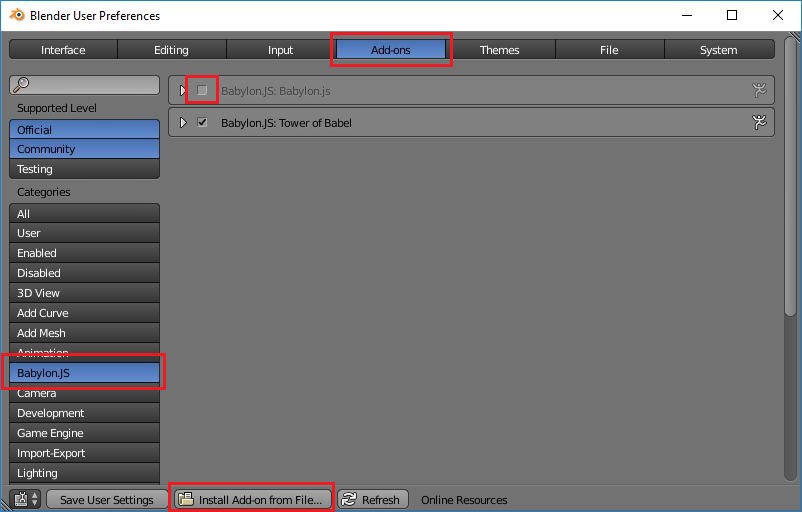 Blender User Preferences
Interface Editing Input Add-ons Themes File System
Supported Level
Official
Community
Testing
Categories
All
User
Enabled
Disabled
3D View
Add Curve
Add Mesh
Animation
Babylon.JS
Camera
Development
Game Engine
Import-Export
Lighting
Babylon.JS: Babylon.js
Babylon.JS: Tower of Babel
Save User Settings Install Add-on from File... Refresh Online Resources